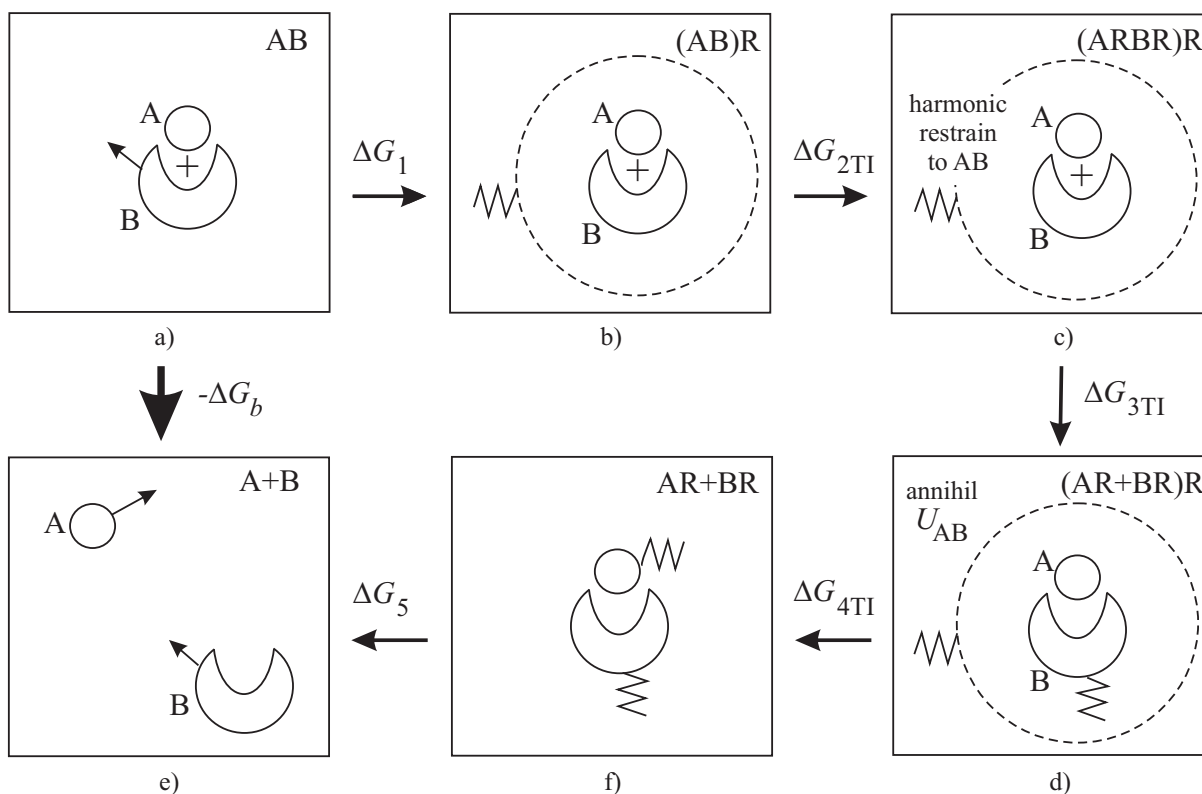 AB
A
+
B
a)
ΔG1
(AB)R
A
+
B
b)
ΔG2TI
(ARBR)R
harmonic
restrain
to AB
A
+
B
c)
-ΔGb
ΔG3TI
A+B
A
B
e)
ΔG5
AR+BR
f)
ΔG4TI
(AR+BR)R
annihil
UAB
A
B
d)